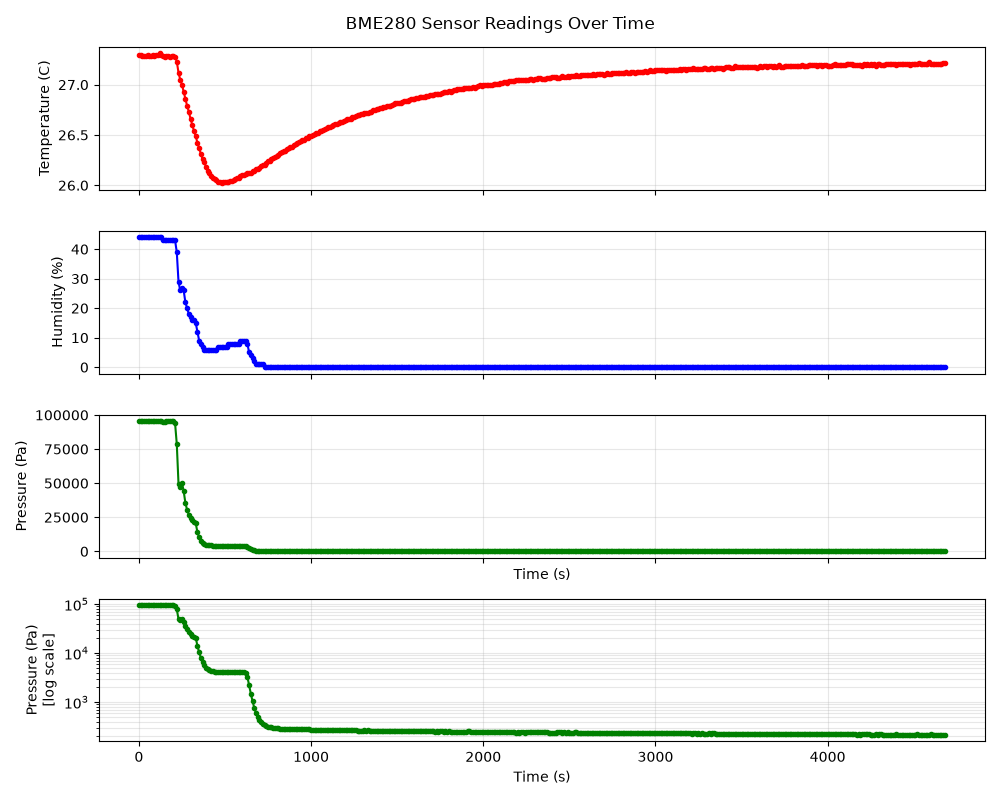 BME280 Sensor Readings Over Time
Temperature (C)
27.0
26.5
26.0
Humidity (%)
40
30
20
10
0
Pressure (Pa)
100000
75000
50000
25000
0
Time (s)
Pressure (Pa)
[log scale]
10⁵
10⁴
10³
0 1000 2000 3000 4000
Time (s)